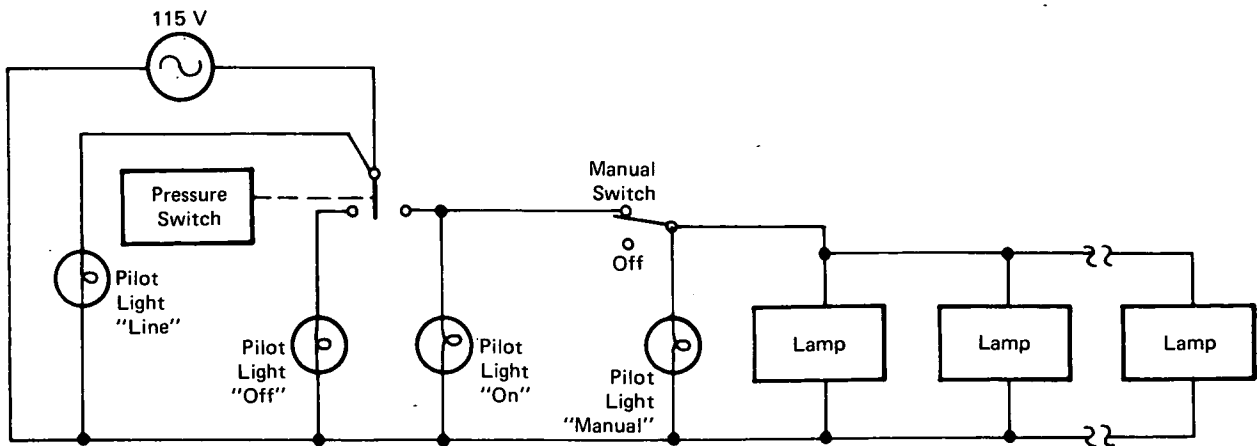 115 V
Pressure
Switch
Manual
Switch
Off
Pilot
Light
"Line"
Pilot
Light
"Off"
Pilot
Light
"On"
Pilot
Light
"Manual"
Lamp
Lamp
Lamp